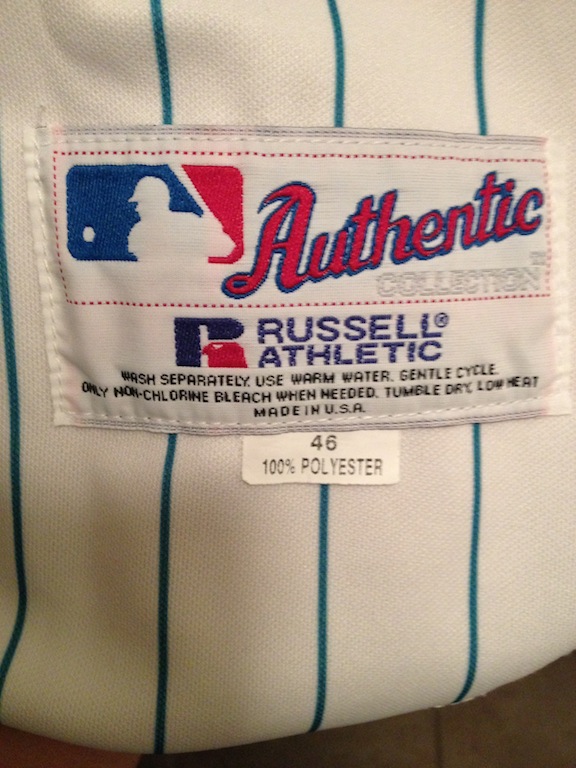 Authentic
COLLECTION™
RUSSELL®
ATHLETIC
WASH SEPARATELY. USE WARM WATER. GENTLE CYCLE.
ONLY NON-CHLORINE BLEACH WHEN NEEDED. TUMBLE DRY, LOW HEAT
MADE IN U.S.A.
46
100% POLYESTER